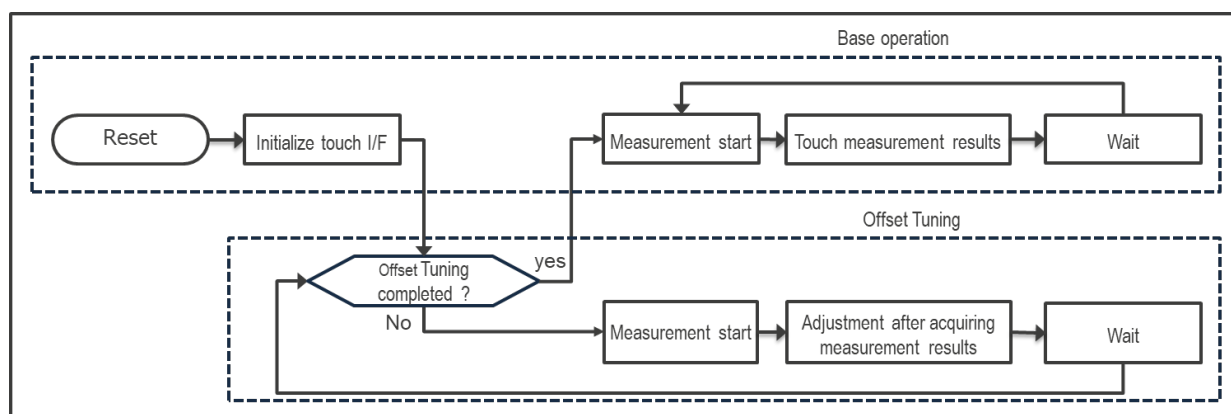 Base operation
Reset
Initialize touch I/F
Measurement start
Touch measurement results
Wait
Offset Tuning
Offset Tuning
completed ?
yes
No
Measurement start
Adjustment after acquiring
measurement results
Wait